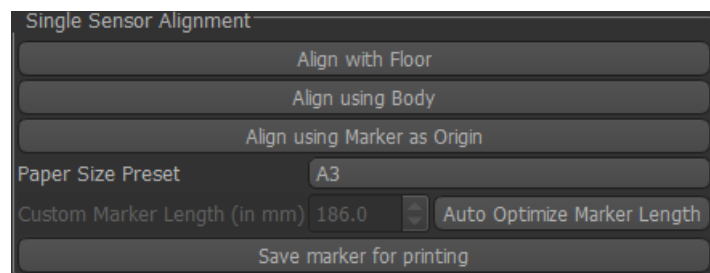 Single Sensor Alignment
Align with Floor
Align using Body
Align using Marker as Origin
Paper Size Preset A3
Custom Marker Length (in mm) 186.0 Auto Optimize Marker Length
Save marker for printing